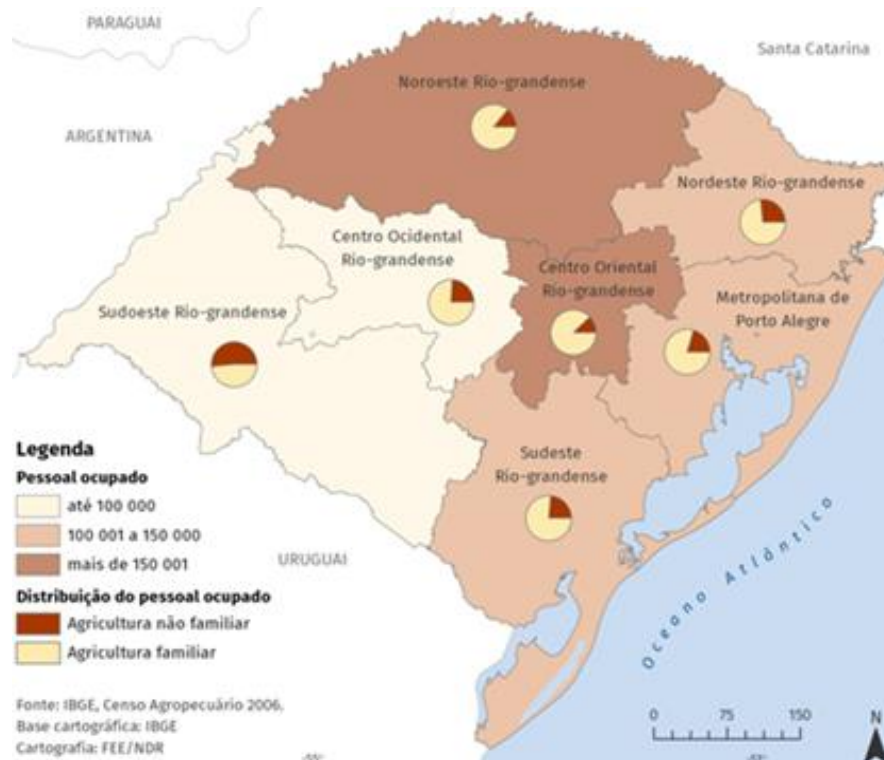 PARAGUAI
Santa Catarina
Noroeste Rio-grandense
ARGENTINA
Nordeste Rio-grandense
Centro Ocidental
Rio-grandense
Centro Oriental
Rio-grandense
Metropolitana de
Porto Alegre
Sudoeste Rio-grandense
Sudeste
Rio-grandense
URUGUAI
Oceano Atlântico
Legenda
Pessoal ocupado
até 100 000
100 001 a 150 000
mais de 150 001
Distribuição do pessoal ocupado
Agricultura não familiar
Agricultura familiar
Fonte: IBGE, Censo Agropecuário 2006.
Base cartográfica: IBGE
Cartografia: FEE/NDR
0 75 150
N